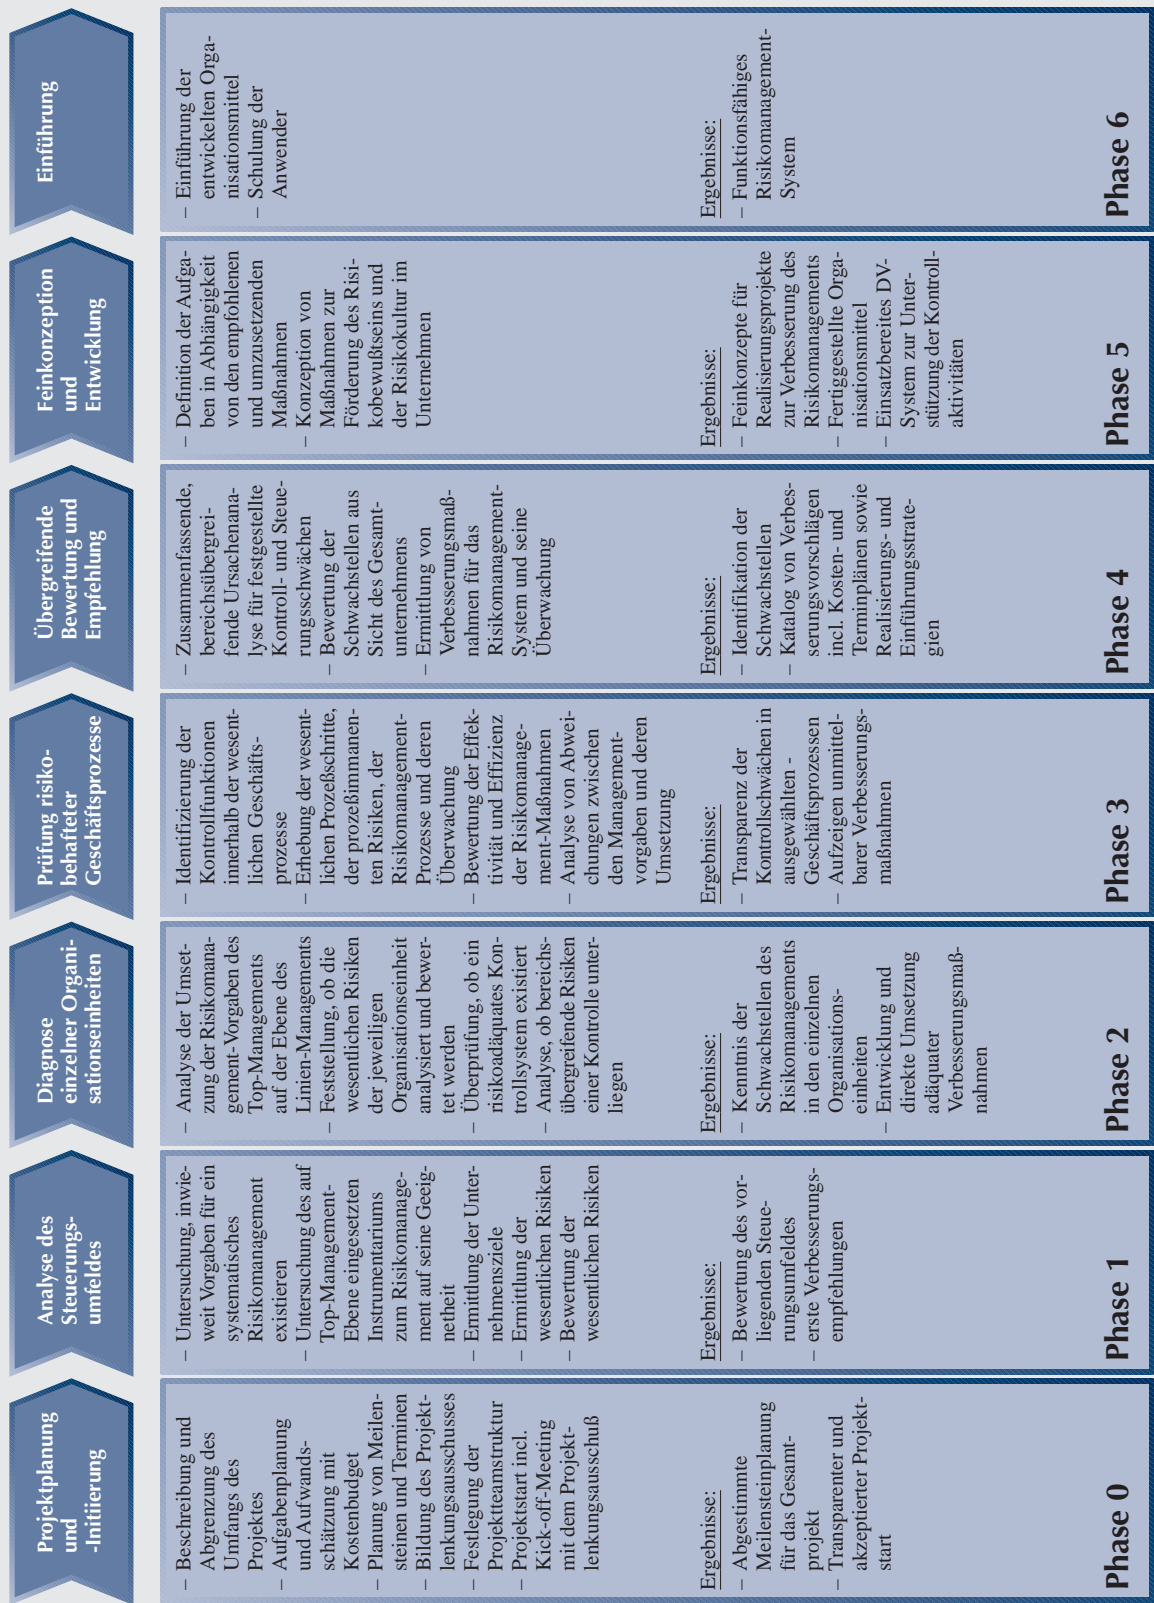 Projektplanung
und
-Initiierung
– Beschreibung und
Abgrenzung des
Umfangs des
Projektes
– Aufgabenplanung
und Aufwands-
schätzung mit
Kostenbudget
– Planung von Meilen-
steinen und Terminen
– Bildung des Projekt-
lenkungsausschusses
– Festlegung der
Projektteamstruktur
– Projektstart incl.
Kick-off-Meeting
mit dem Projekt-
lenkungsausschuß
Ergebnisse:
– Abgestimmte
Meilensteinplanung
für das Gesamt-
projekt
– Transparenter und
akzeptierter Projekt-
start
Phase 0
Analyse des
Steuerungs-
umfeldes
– Untersuchung, inwie-
weit Vorgaben für ein
systematisches
Risikomanagement
existieren
– Untersuchung des auf
Top-Management-
Ebene eingesetzten
Instrumentariums
zum Risikomanage-
ment auf seine Geeig-
netheit
– Ermittlung der Unter-
nehmensziele
– Ermittlung der
wesentlichen Risiken
– Bewertung der
wesentlichen Risiken
Ergebnisse:
– Bewertung des vor-
liegenden Steue-
rungsumfeldes
– erste Verbesserungs-
empfehlungen
Phase 1
Diagnose
einzelner Organi-
sationseinheiten
– Analyse der Umset-
zung der Risikomana-
gement-Vorgaben des
Top-Managements
auf der Ebene des
Linien-Managements
– Feststellung, ob die
wesentlichen Risiken
der jeweiligen
Organisationseinheit
analysiert und bewer-
tet werden
– Überprüfung, ob ein
risikoadäquates Kon-
trollsystem existiert
– Analyse, ob bereichs-
übergreifende Risiken
einer Kontrolle unter-
liegen
Ergebnisse:
– Kenntnis der
Schwachstellen des
Risikomanagements
in den einzelnen
Organisations-
einheiten
– Entwicklung und
direkte Umsetzung
adäquater
Verbesserungsmaß-
nahmen
Phase 2
Prüfung risiko-
behafteter
Geschäftsprozesse
– Identifizierung der
Kontrollfunktionen
innerhalb der wesent-
lichen Geschäfts-
prozesse
– Erhebung der wesent-
lichen Prozeßschritte,
der prozeßimmanen-
ten Risiken, der
Risikomanagement-
Prozesse und deren
Überwachung
– Bewertung der Effek-
tivität und Effizienz
der Risikomanage-
ment-Maßnahmen
– Analyse von Abwei-
chungen zwischen
den Management-
vorgaben und deren
Umsetzung
Ergebnisse:
– Transparenz der
Kontrollschwächen in
ausgewählten -
Geschäftsprozessen
– Aufzeigen unmittel-
barer Verbesserungs-
maßnahmen
Phase 3
Übergreifende
Bewertung und
Empfehlung
– Zusammenfassende,
bereichsübergrei-
fende Ursachenana-
lyse für festgestellte
Kontroll- und Steue-
rungsschwächen
– Bewertung der
Schwachstellen aus
Sicht des Gesamt-
unternehmens
– Ermittlung von
Verbesserungsmaß-
nahmen für das
Risikomanagement-
System und seine
Überwachung
Ergebnisse:
– Identifikation der
Schwachstellen
– Katalog von Verbes-
serungsvorschlägen
incl. Kosten- und
Terminplänen sowie
Realisierungs- und
Einführungsstrate-
gien
Phase 4
Feinkonzeption
und
Entwicklung
– Definition der Aufga-
ben in Abhängigkeit
von den empfohlenen
und umzusetzenden
Maßnahmen
– Konzeption von
Maßnahmen zur
Förderung des Risi-
kobewußtseins und
der Risikokultur im
Unternehmen
Ergebnisse:
– Feinkonzepte für
Realisierungsprojekte
zur Verbesserung des
Risikomanagements
– Fertiggestellte Orga-
nisationsmittel
– Einsatzbereites DV-
System zur Unter-
stützung der Kontroll-
aktivitäten
Phase 5
Einführung
– Einführung der
entwickelten Orga-
nisationsmittel
– Schulung der
Anwender
Ergebnisse:
– Funktionsfähiges
Risikomanagement-
System
Phase 6